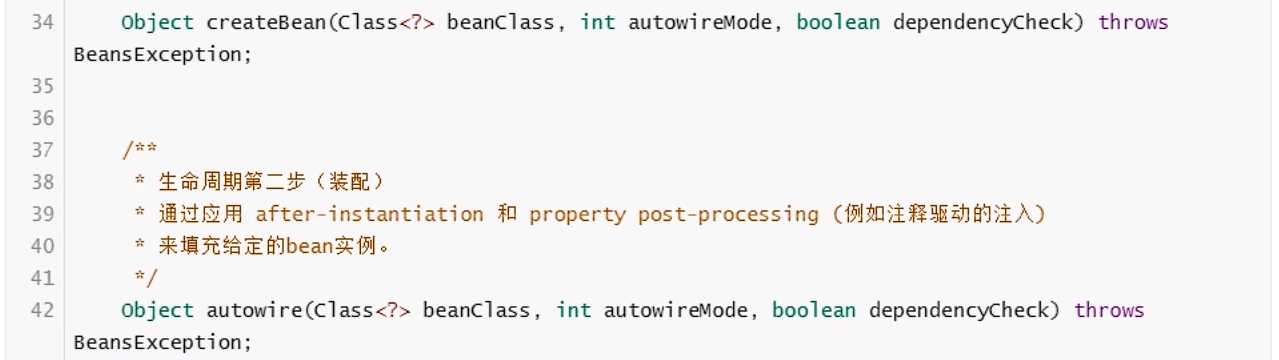 34 Object createBean(Class<?> beanClass, int autowireMode, boolean dependencyCheck) throws
BeansException;
35
36
37 /**
38 * 生命周期第二步（装配）
39 * 通过应用 after-instantiation 和 property post-processing (例如注释驱动的注入)
40 * 来填充给定的bean实例。
41 */
42 Object autowire(Class<?> beanClass, int autowireMode, boolean dependencyCheck) throws
BeansException;